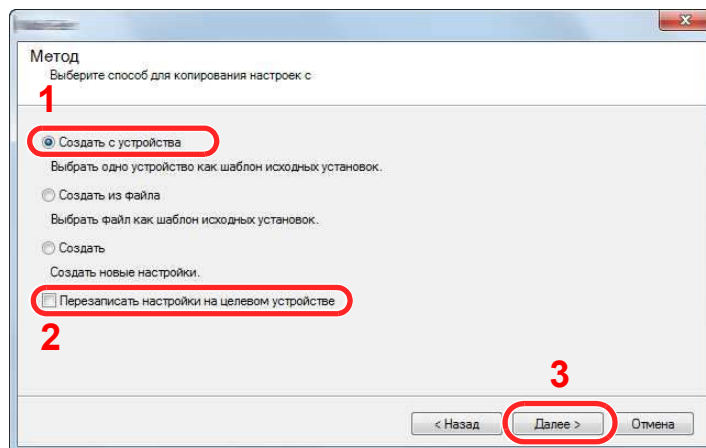 Метод
Выберите способ для копирования настроек с
1
Создать с устройства
Выбрать одно устройство как шаблон исходных установок.
Создать из файла
Выбрать файл как шаблон исходных установок.
Создать
Создать новые настройки.
Перезаписать настройки на целевом устройстве
2
3
< Назад Далее > Отмена